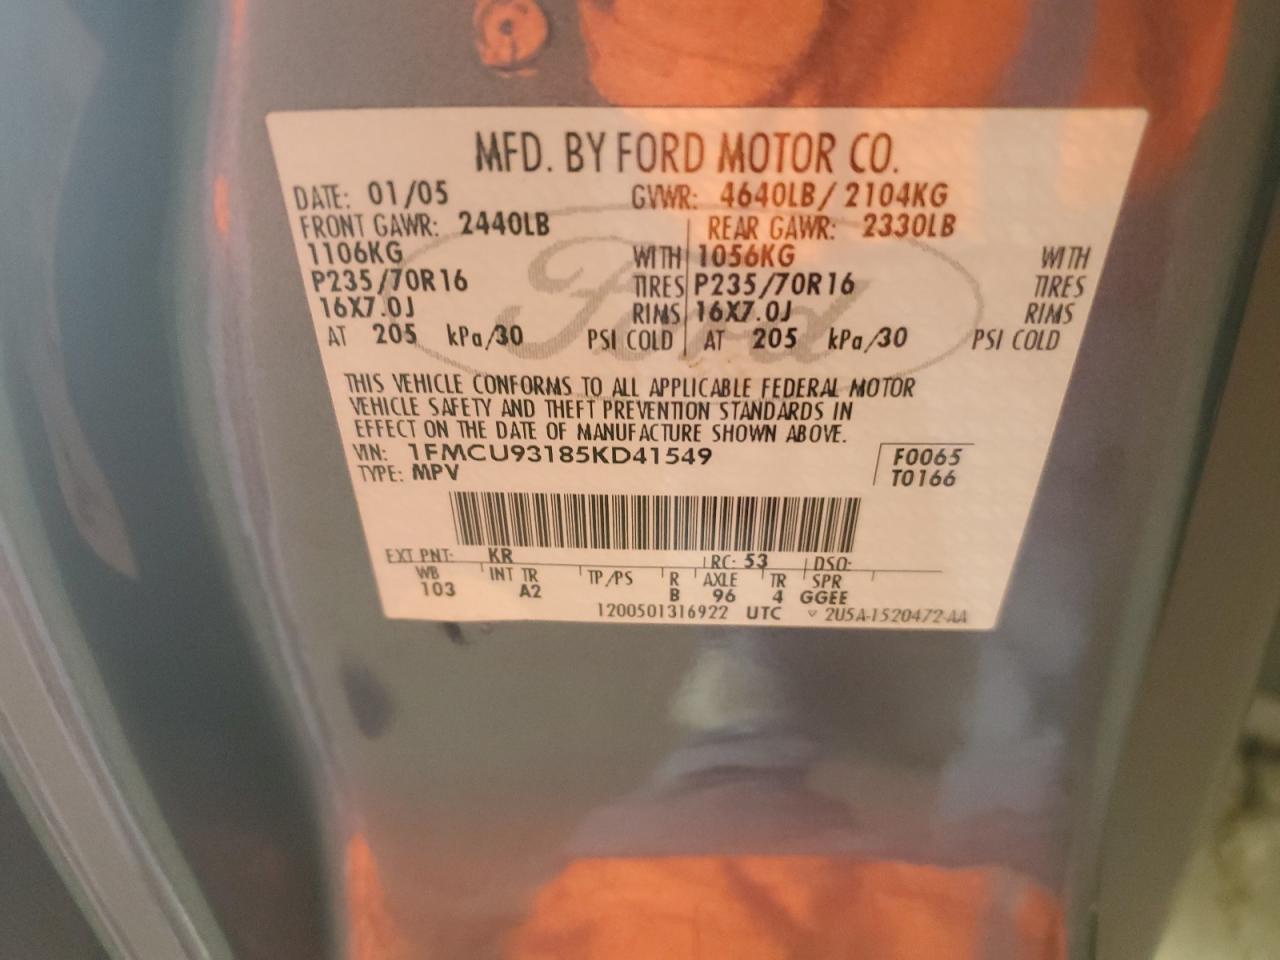 MFD. BY FORD MOTOR CO.
DATE: 01/05 GVWR: 4640LB/ 2104KG
FRONT GAWR: 2440LB REAR GAWR: 2330LB
1106KG WITH 1056KG WITH
P235/70R16 TIRES P235/70R16 TIRES
16X7.0J RIMS 16X7.0J RIMS
AT 205 kPa/30 PSI COLD AT 205 kPa/30 PSI COLD
Ford
THIS VEHICLE CONFORMS TO ALL APPLICABLE FEDERAL MOTOR
VEHICLE SAFETY AND THEFT PREVENTION STANDARDS IN
EFFECT ON THE DATE OF MANUFACTURE SHOWN ABOVE.
VIN: 1FMCU93185KD41549 F0065
TYPE: MPV T0166
EXT PNT: KR RC: 53 DSO:
WB INT TR TP/PS R AXLE TR SPR
103 A2 B 96 4 GGEE
1200501316922 UTC ▽ 2U5A-1520472-AA